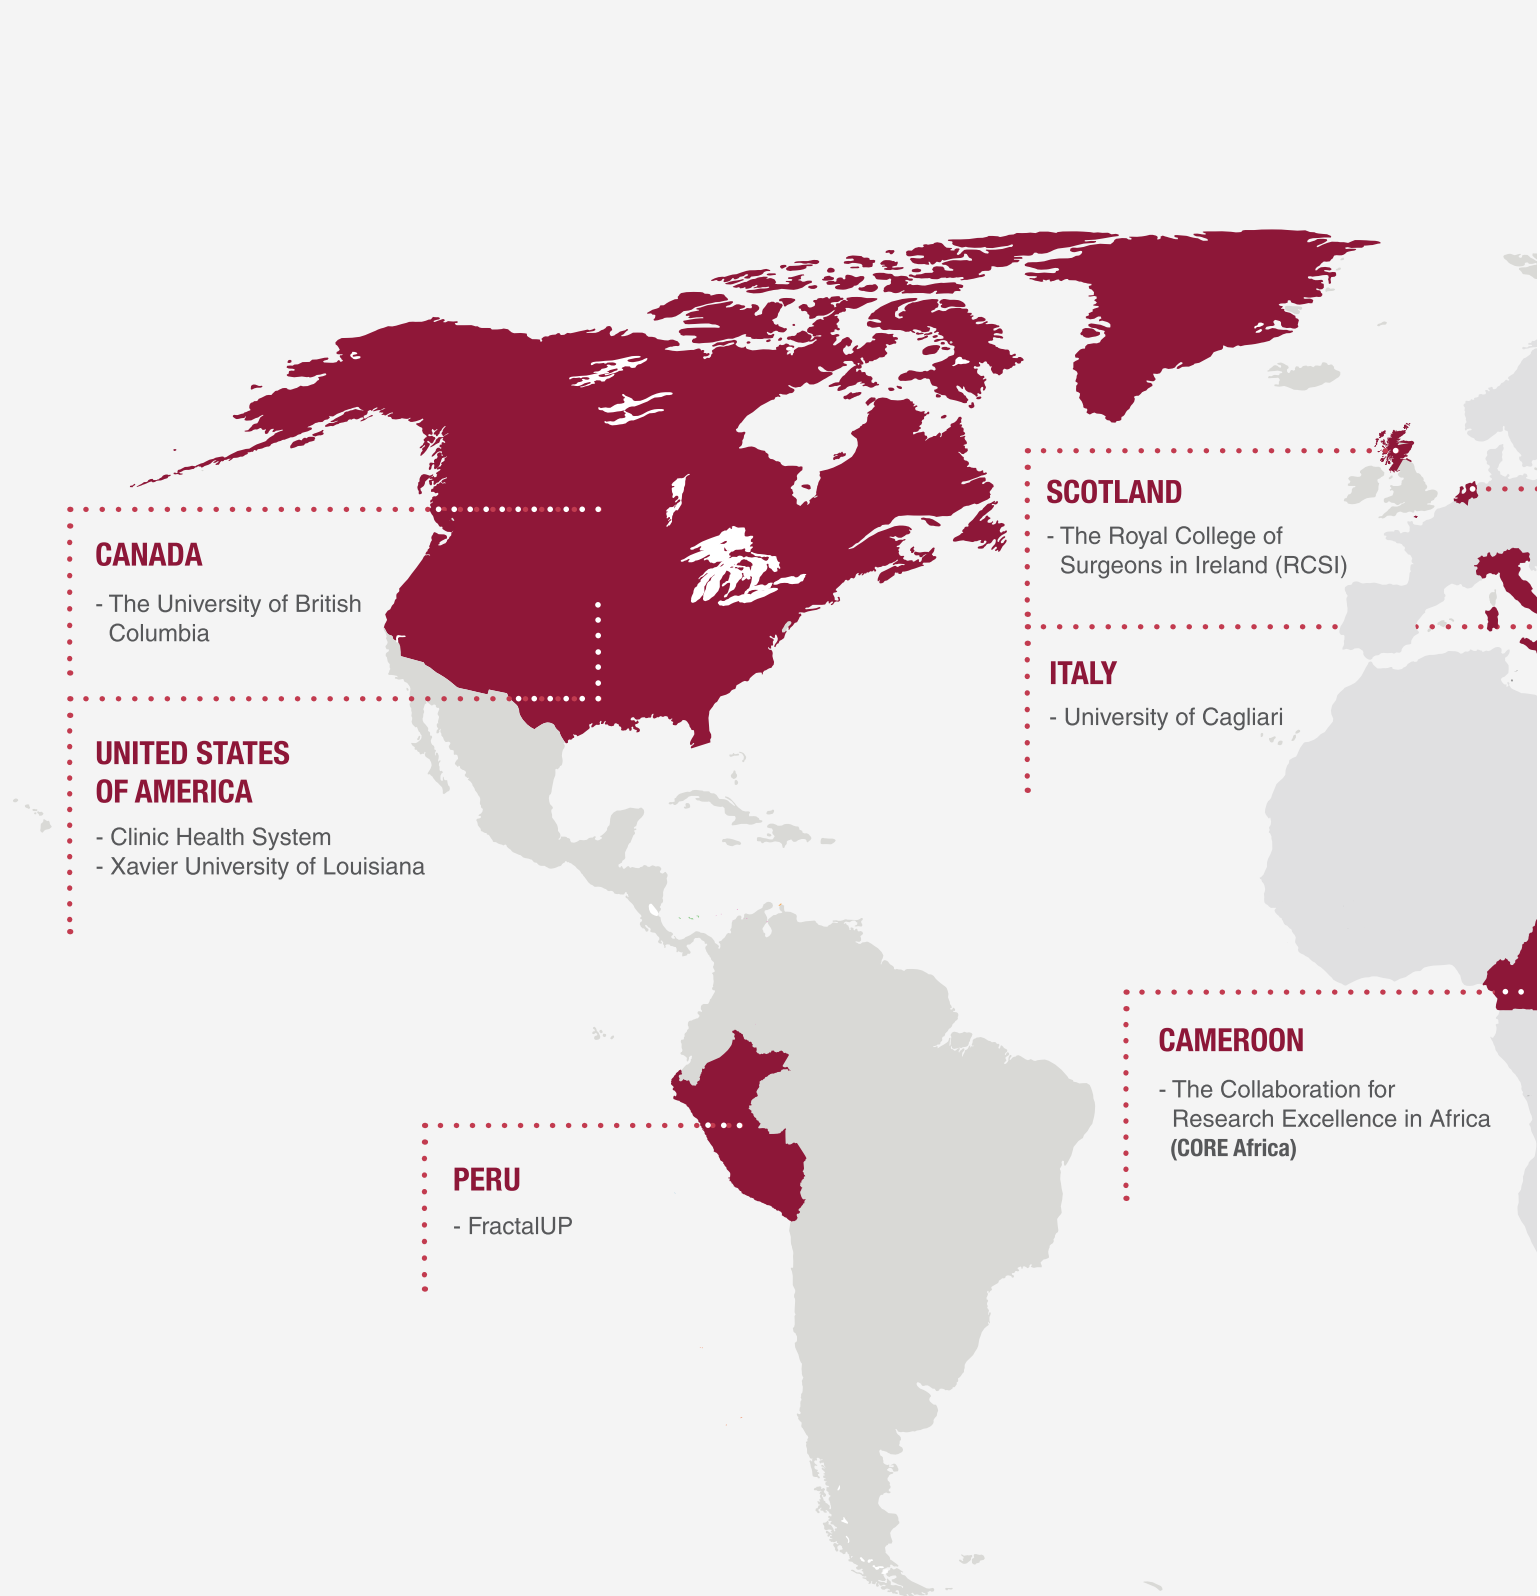 CANADA
- The University of British
Columbia
UNITED STATES
OF AMERICA
- Clinic Health System
- Xavier University of Louisiana
SCOTLAND
- The Royal College of
Surgeons in Ireland (RCSI)
ITALY
- University of Cagliari
CAMEROON
- The Collaboration for
Research Excellence in Africa
(CORE Africa)
PERU
- FractalUP